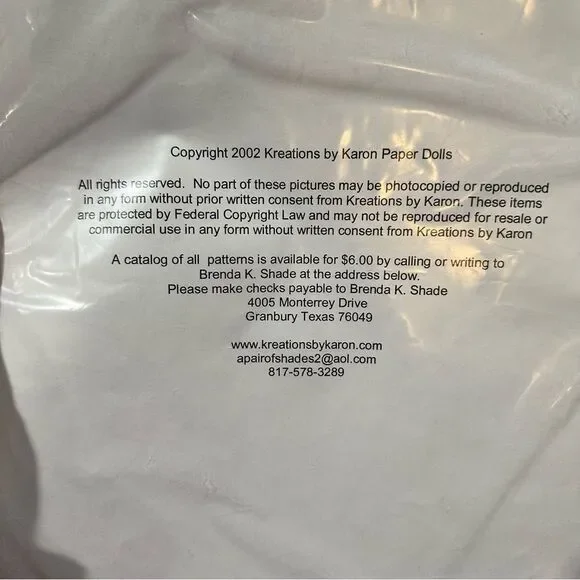 Copyright 2002 Kreations by Karon Paper Dolls
All rights reserved. No part of these pictures may be photocopied or reproduced
in any form without prior written consent from Kreations by Karon. These items
are protected by Federal Copyright Law and may not be reproduced for resale or
commercial use in any form without written consent from Kreations by Karon
A catalog of all patterns is available for $6.00 by calling or writing to
Brenda K. Shade at the address below.
Please make checks payable to Brenda K. Shade
4005 Monterrey Drive
Granbury Texas 76049
www.kreationsbykaron.com
apairofshades2@aol.com
817-578-3289